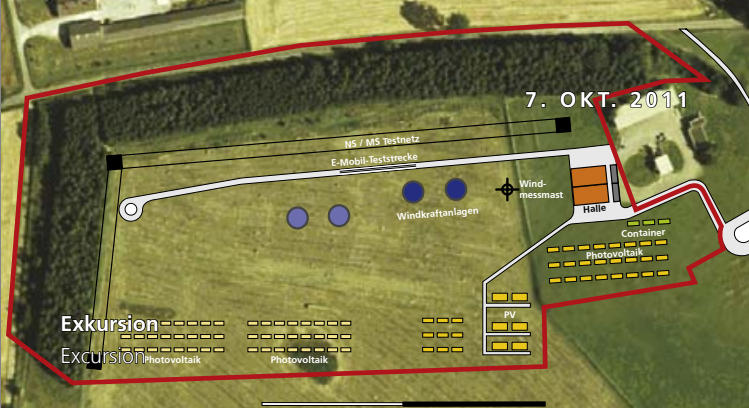 7. OKT. 2011
NS / MS Testnetz
E-Mobil-Teststrecke
Wind-
messmast
Windkraftanlagen
Halle
Container
Photovoltaik
PV
Exkursion
Excursion
Photovoltaik
Photovoltaik